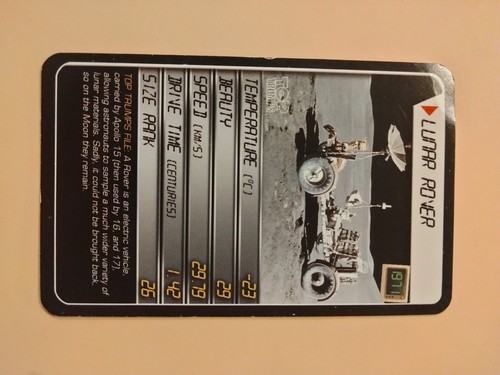 LUNAR ROVER
187
TOP
TRUMPS
TEMPERATURE (°C) -23
BEAUTY 29
SPEED (KM/S) 29.79
DRIVE TIME (CENTURIES) 1.42
SIZE RANK 26
TOP TRUMPS FILE: A Rover is an electric vehicle,
carried by Apollo 15 (then used by 16, and 17),
allowing astronauts to sample a much wider variety of
lunar materials. Sadly, it could not be brought back,
so on the Moon they remain.